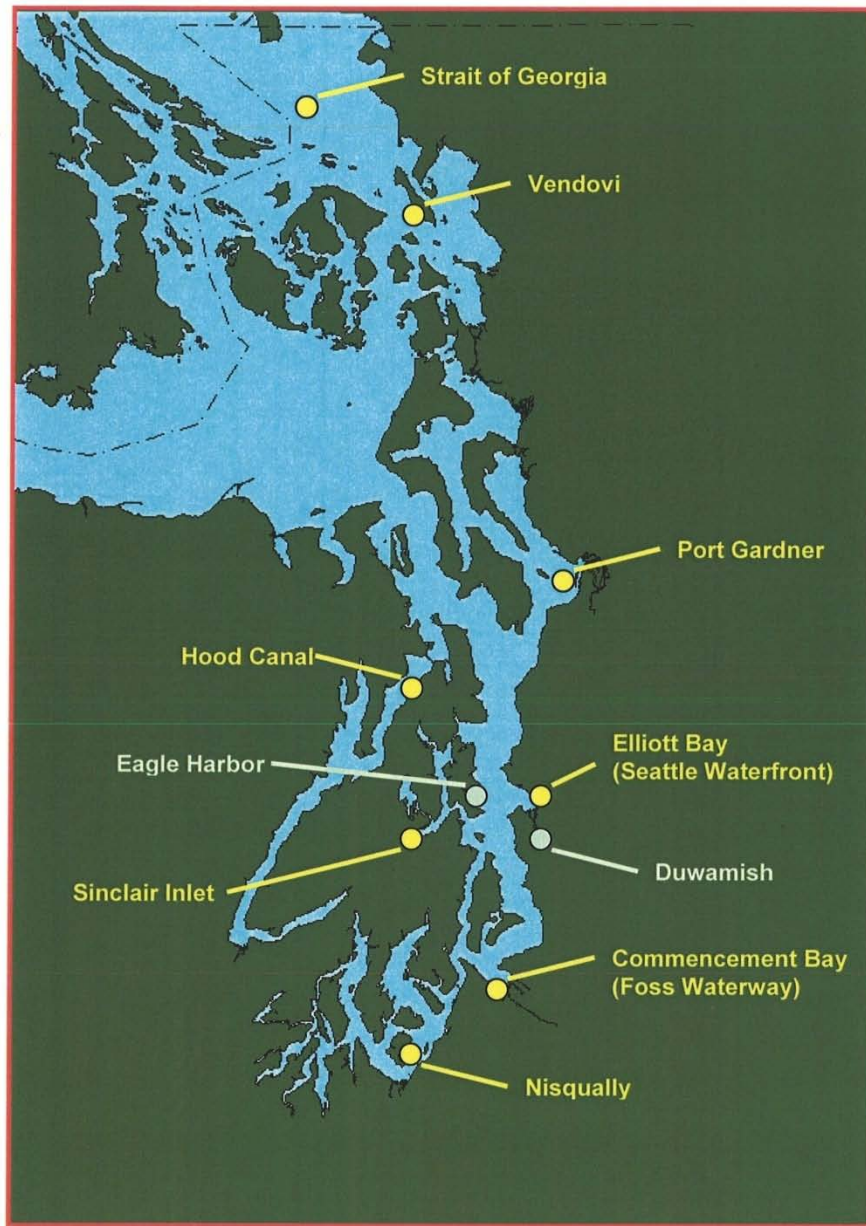 Strait of Georgia
Vendovi
Port Gardner
Hood Canal
Elliott Bay
(Seattle Waterfront)
Eagle Harbor
Duwamish
Sinclair Inlet
Commencement Bay
(Foss Waterway)
Nisqually